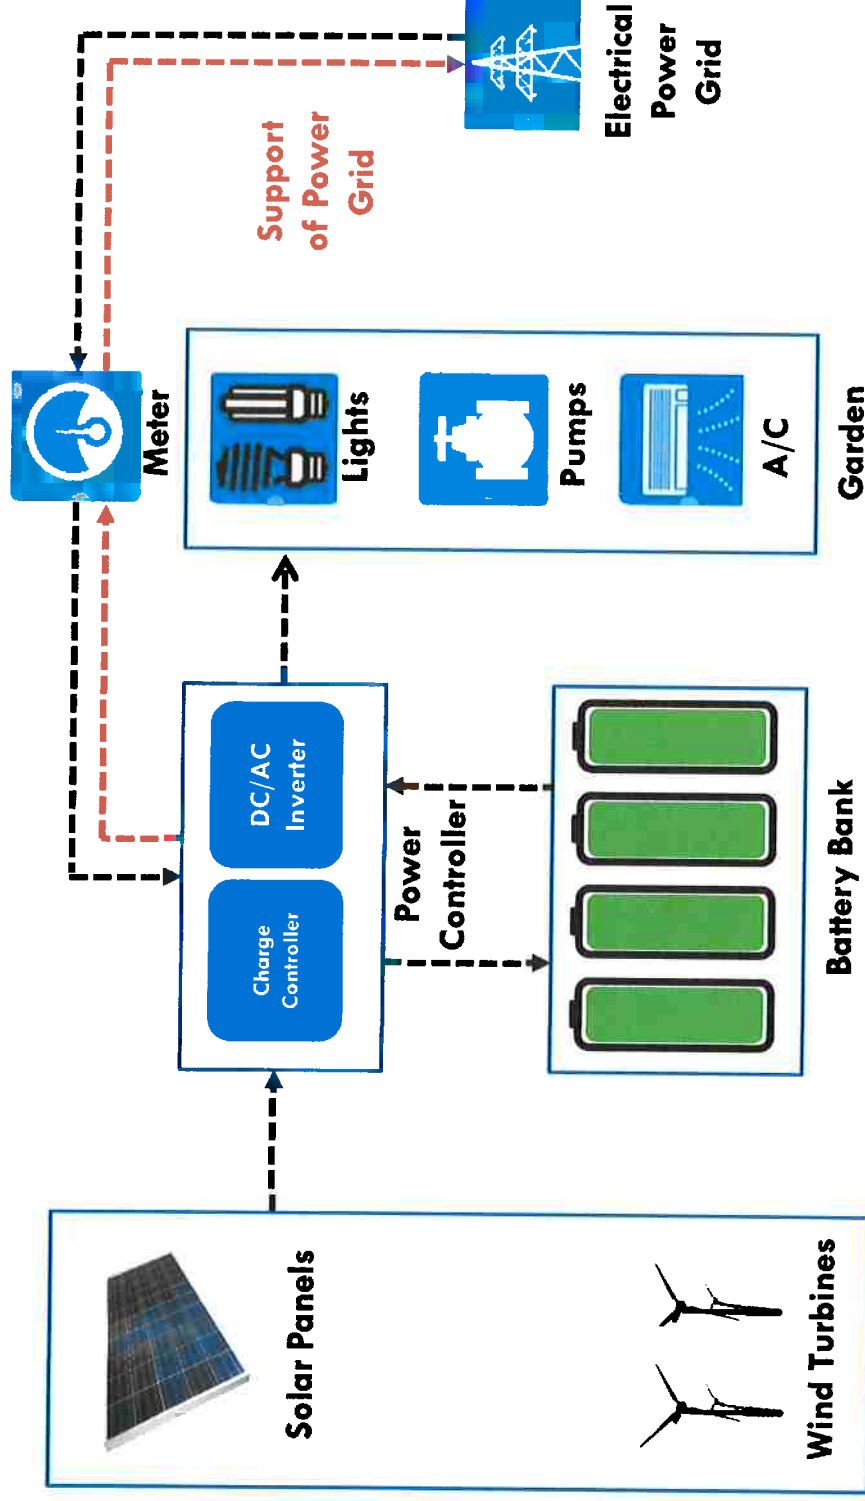 Solar Panels
Wind Turbines
Charge
Controller
DC/AC
Inverter
Power
Controller
Battery Bank
Meter
Lights
Pumps
A/C
Garden
Support
of Power
Grid
Electrical
Power
Grid